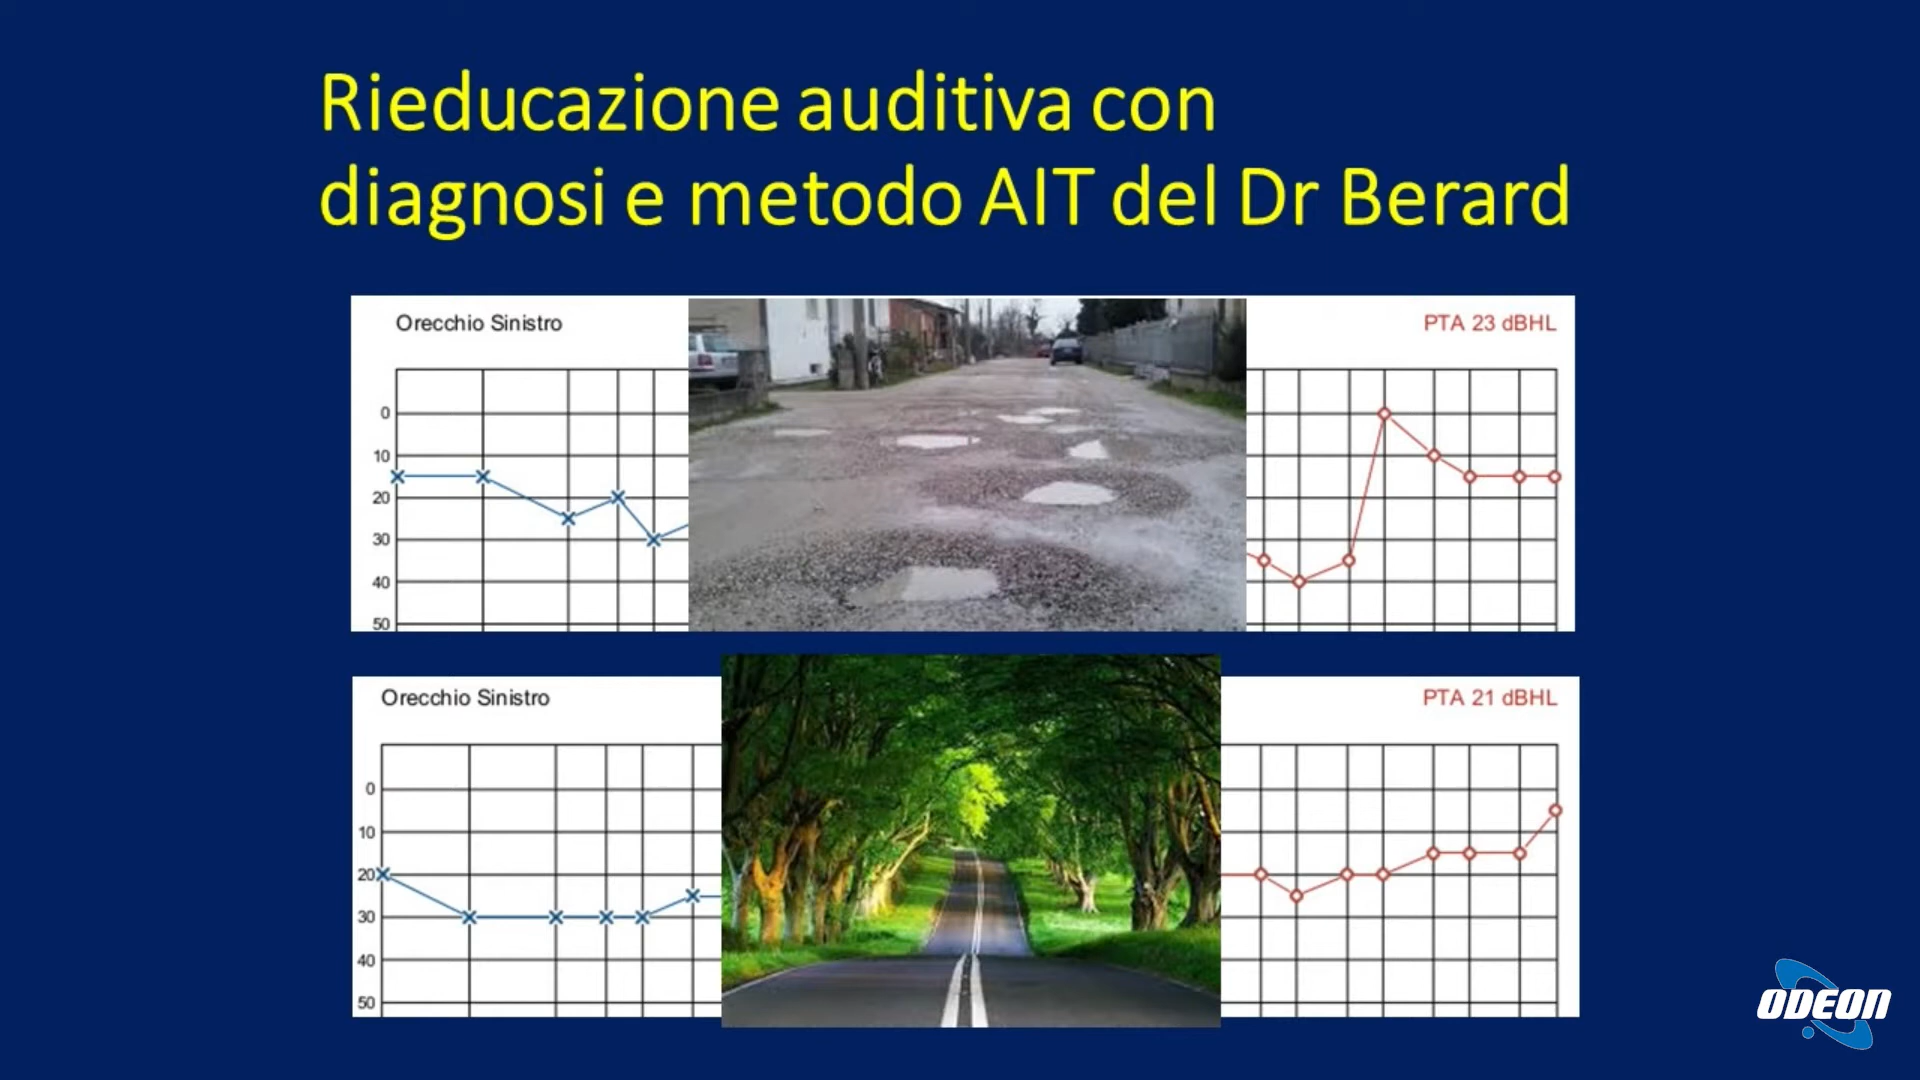 Rieducazione auditiva con
diagnosi e metodo AIT del Dr Berard
Orecchio Sinistro
PTA 23 dBHL
0
10
20
30
40
50
Orecchio Sinistro
PTA 21 dBHL
0
10
20
30
40
50
ODEON